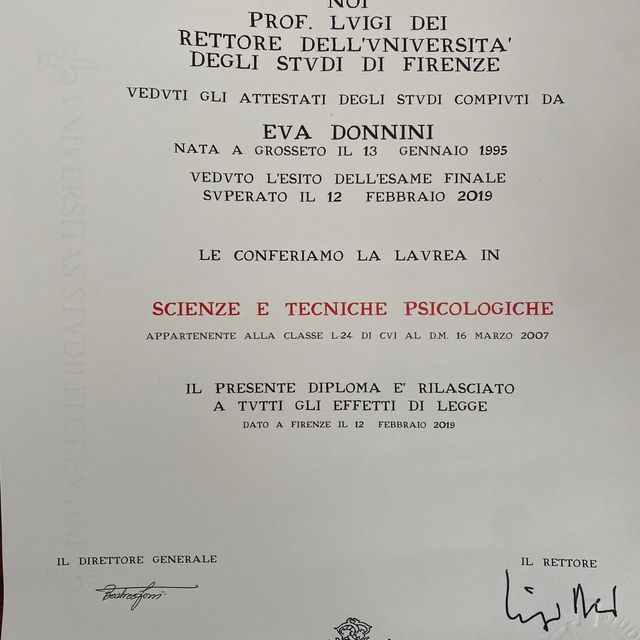 NOI
PROF. LVIGI DEI
RETTORE DELL'VNIVERSITA'
DEGLI STVDI DI FIRENZE
VEDVTI GLI ATTESTATI DEGLI STVDI COMPIVTI DA
EVA DONNINI
NATA A GROSSETO IL 13 GENNAIO 1995
VEDVTO L'ESITO DELL'ESAME FINALE
SVPERATO IL 12 FEBBRAIO 2019
LE CONFERIAMO LA LAVREA IN
SCIENZE E TECNICHE PSICOLOGICHE
APPARTENENTE ALLA CLASSE L-24 DI CVI AL D.M. 16 MARZO 2007
IL PRESENTE DIPLOMA E' RILASCIATO
A TVTTI GLI EFFETTI DI LEGGE
DATO A FIRENZE IL 12 FEBBRAIO 2019
VNIVERSITAS STVDII FLORENTINI
IL DIRETTORE GENERALE
IL RETTORE